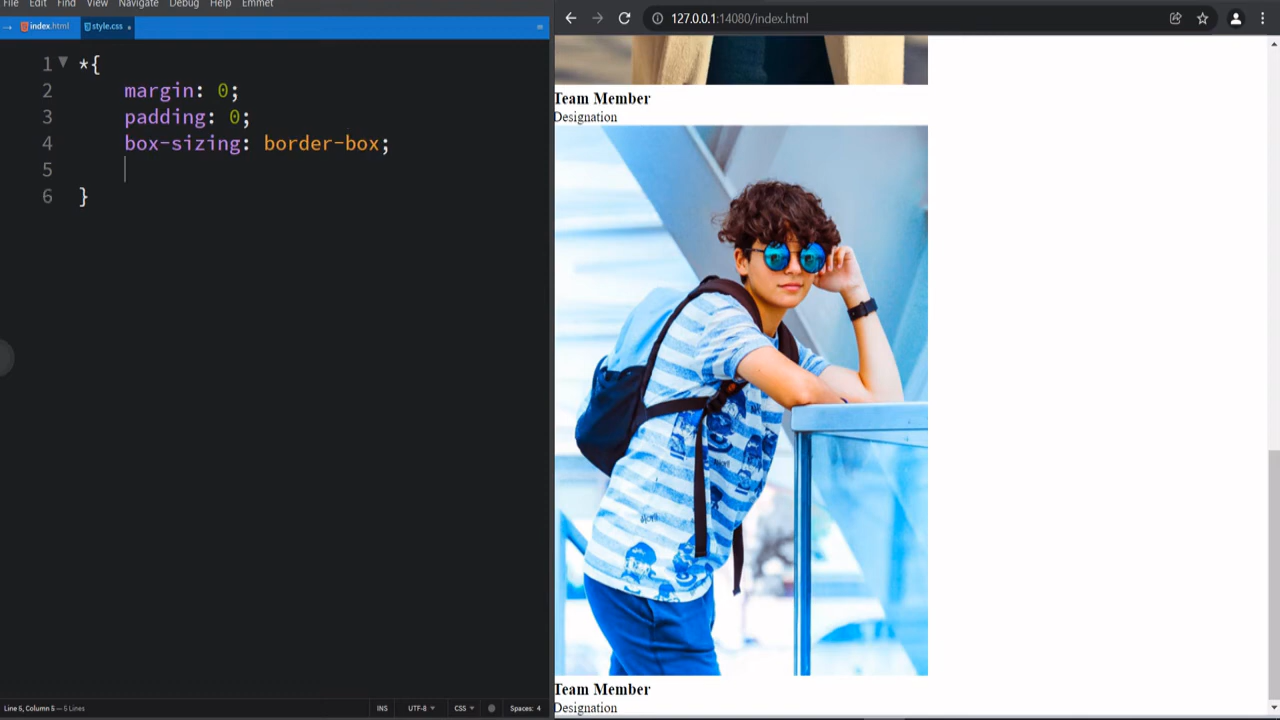 File Edit Find View Navigate Debug Help Emmet
index.html style.css
127.0.0.1:14080/index.html
1 *{
2 margin: 0;
3 padding: 0;
4 box-sizing: border-box;
5
6 }
Team Member
Designation
Team Member
Designation
Line 5, Column 5 — 5 Lines INS UTF-8 CSS Spaces: 4